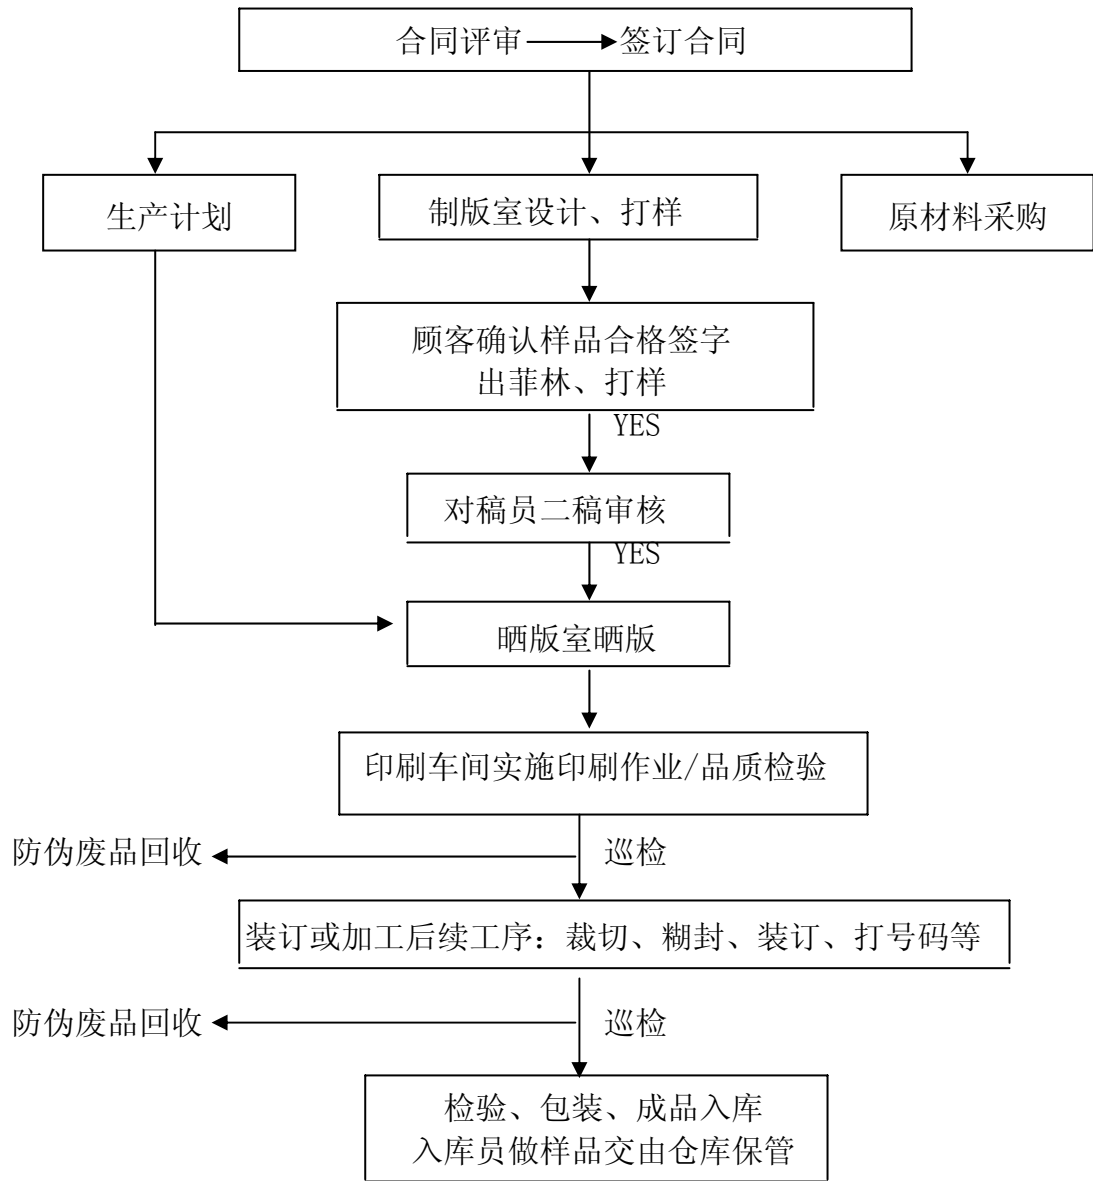 合同评审 签订合同
生产计划
制版室设计、打样
原材料采购
顾客确认样品合格签字
出菲林、打样
YES
对稿员二稿审核
YES
晒版室晒版
印刷车间实施印刷作业/品质检验
防伪废品回收
巡检
装订或加工后续工序：裁切、糊封、装订、打号码等
防伪废品回收
巡检
检验、包装、成品入库
入库员做样品交由仓库保管